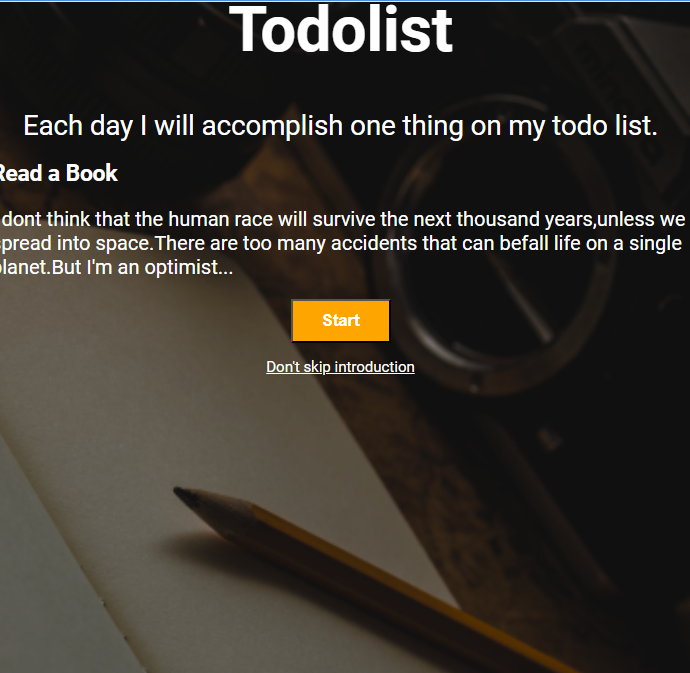 Todolist
Each day I will accomplish one thing on my todo list.
Read a Book
dont think that the human race will survive the next thousand years,unless we
spread into space.There are too many accidents that can befall life on a single
planet.But I'm an optimist...
Start
Don't skip introduction